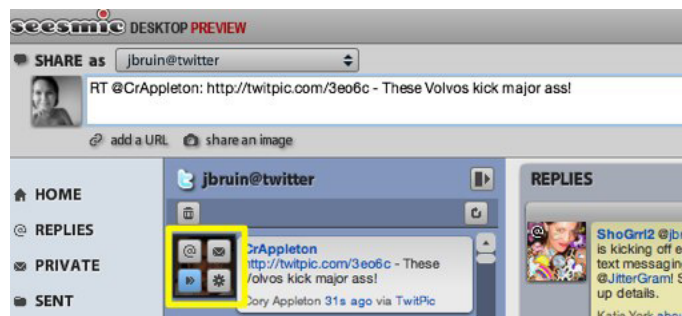 seesmic DESKTOP PREVIEW
SHARE as jbruin@twitter
RT @CrAppleton: http://twitpic.com/3eo6c - These Volvos kick major ass!
add a URL share an image
HOME
REPLIES
PRIVATE
SENT
jbruin@twitter
CrAppleton
http://twitpic.com/3eo6c - These
Volvos kick major ass!
Cory Appleton 31s ago via TwitPic
REPLIES
ShoGrrl2 @jb
is kicking off e
text messaging
@JitterGram! S
up details.